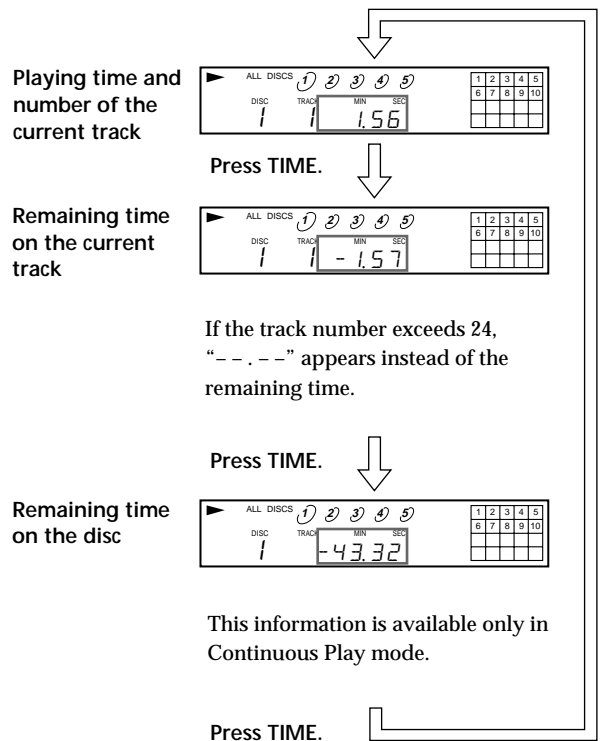 Playing time and
number of the
current track
ALL DISCS 1 2 3 4 5
DISC TRACK MIN SEC
1 1 1.56
1 2 3 4 5
6 7 8 9 10
Press TIME.
Remaining time
on the current
track
ALL DISCS 1 2 3 4 5
DISC TRACK MIN SEC
1 1 -1.57
1 2 3 4 5
6 7 8 9 10
If the track number exceeds 24,
“– – . – –” appears instead of the
remaining time.
Press TIME.
Remaining time
on the disc
ALL DISCS 1 2 3 4 5
DISC TRACK MIN SEC
1 -43.32
1 2 3 4 5
6 7 8 9 10
This information is available only in
Continuous Play mode.
Press TIME.